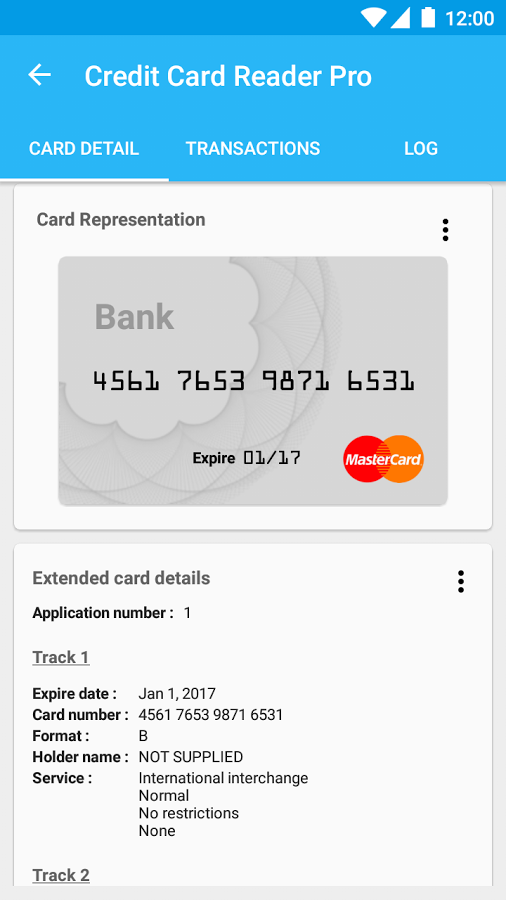 12:00
Credit Card Reader Pro
CARD DETAIL TRANSACTIONS LOG
Card Representation
Bank
4561 7653 9871 6531
Expire 01/17
MasterCard
Extended card details
Application number : 1
Track 1
Expire date : Jan 1, 2017
Card number : 4561 7653 9871 6531
Format : B
Holder name : NOT SUPPLIED
Service : International interchange
Normal
No restrictions
None
Track 2